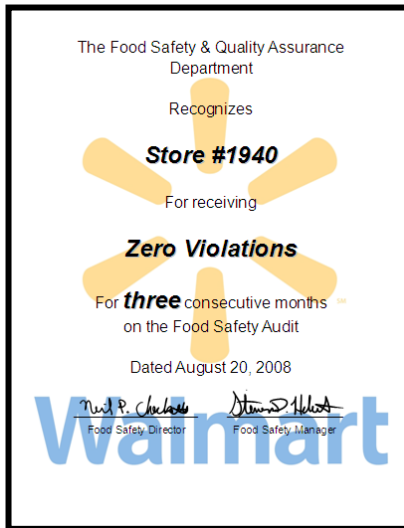 The Food Safety & Quality Assurance
Department
Recognizes
Store #1940
For receiving
Zero Violations
For three consecutive months
on the Food Safety Audit
Dated August 20, 2008
Neil P.
Food Safety Director Food Safety Manager
Walmart